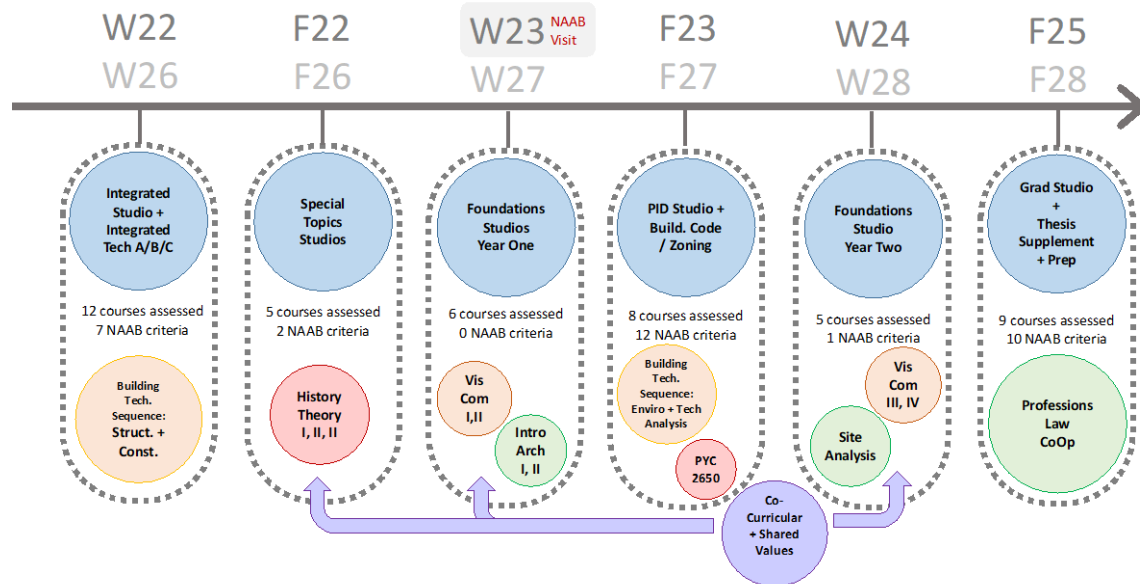 W22
F22
W23 NAAB
Visit
F23
W24
F25
W26
F26
W27
F27
W28
F28
Integrated
Studio +
Integrated
Tech A/B/C
Special
Topics
Studios
Foundations
Studios
Year One
PID Studio +
Build. Code
/ Zoning
Foundations
Studio
Year Two
Grad Studio
+
Thesis
Supplement
+ Prep
12 courses assessed
7 NAAB criteria
5 courses assessed
2 NAAB criteria
6 courses assessed
0 NAAB criteria
8 courses assessed
12 NAAB criteria
5 courses assessed
1 NAAB criteria
9 courses assessed
10 NAAB criteria
Building
Tech.
Sequence:
Struct. +
Const.
History
Theory
I, II, II
Vis
Com
I,II
Intro
Arch
I, II
Building
Tech.
Sequence:
Enviro + Tech
Analysis
PYC
2650
Vis
Com
III, IV
Site
Analysis
Professions
Law
CoOp
Co-
Curricular
+ Shared
Values